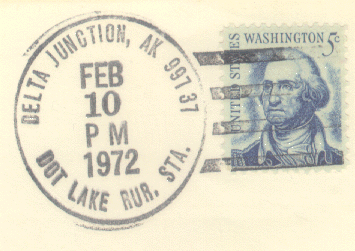 DELTA JUNCTION, AK 99737
FEB
10
PM
1972
DOT LAKE RUR. STA.
UNITED STATES
WASHINGTON 5c